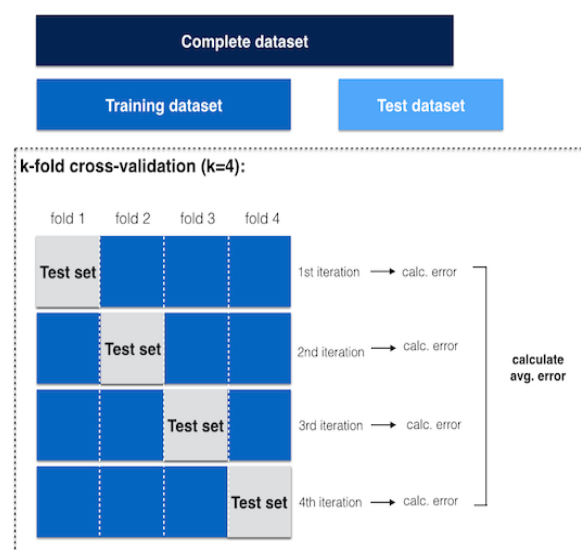 Complete dataset
Training dataset
Test dataset
k-fold cross-validation (k=4):
fold 1
fold 2
fold 3
fold 4
Test set
1st iteration
calc. error
Test set
2nd iteration
calc. error
calculate
avg. error
Test set
3rd iteration
calc. error
Test set
4th iteration
calc. error